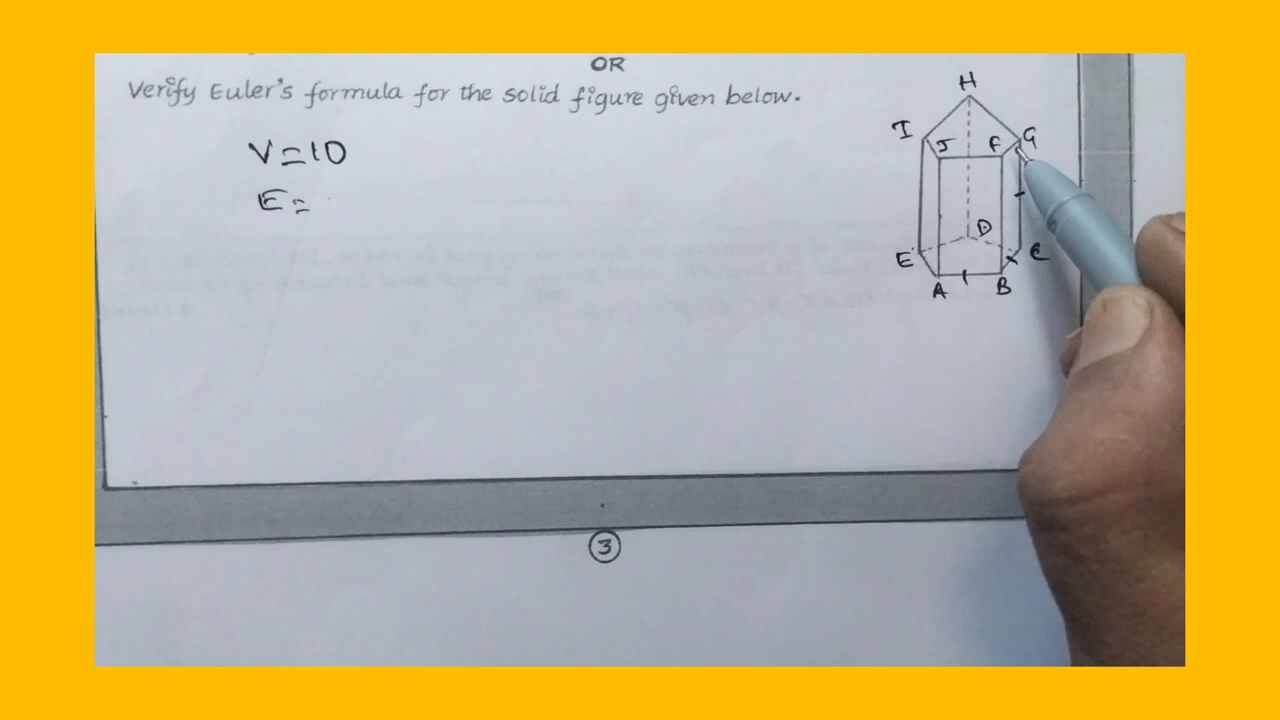 OR
Verify Euler's formula for the solid figure given below.
H
I
J
F
G
V=10
E=
D
E
C
A
B
3